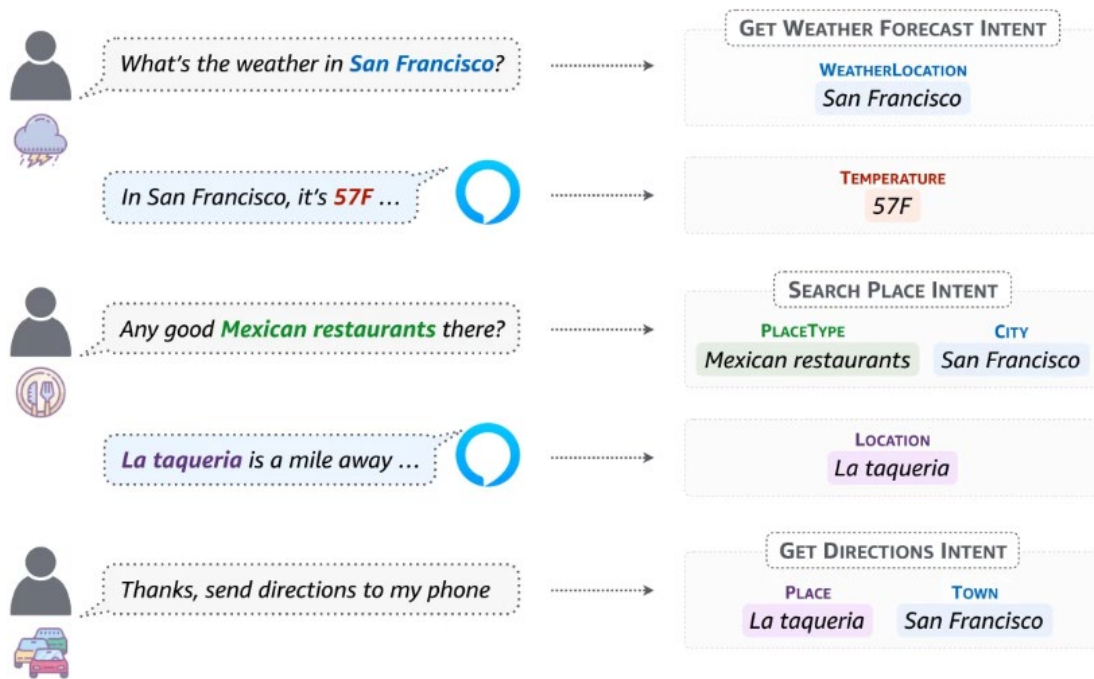 What's the weather in San Francisco?
GET WEATHER FORECAST INTENT
WEATHERLOCATION
San Francisco
In San Francisco, it's 57F ...
TEMPERATURE
57F
Any good Mexican restaurants there?
SEARCH PLACE INTENT
PLACETYPE CITY
Mexican restaurants San Francisco
La taqueria is a mile away ...
LOCATION
La taqueria
Thanks, send directions to my phone
GET DIRECTIONS INTENT
PLACE TOWN
La taqueria San Francisco